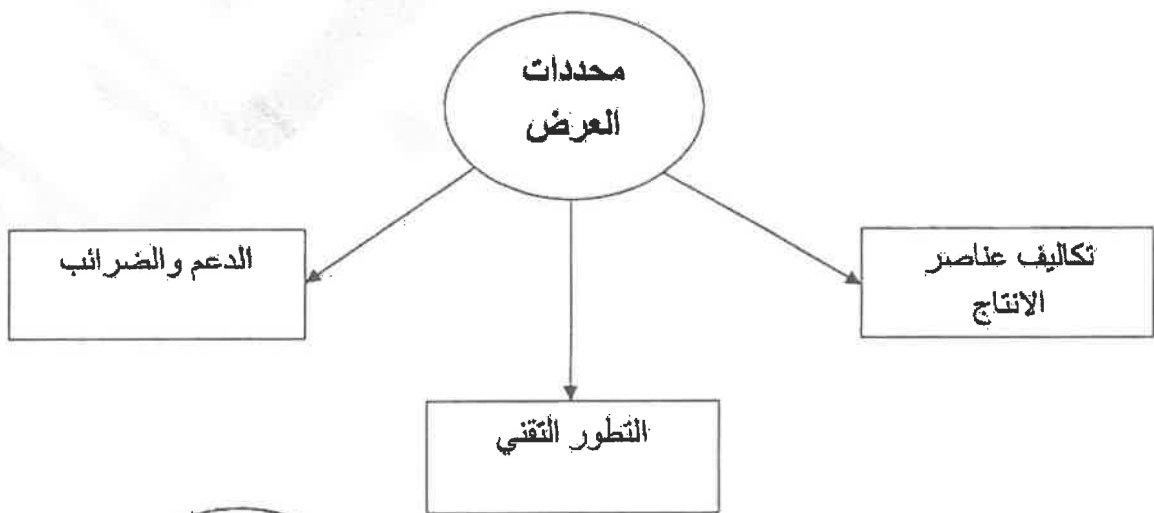 محددات
العرض
تكاليف عناصر
الانتاج
الدعم والضرائب
التطور التقني